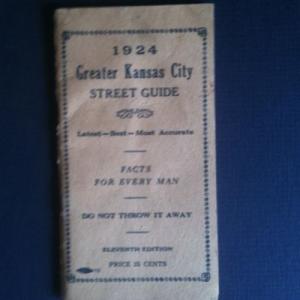 1924
Greater Kansas City
STREET GUIDE
Latest—Best—Most Accurate
FACTS
FOR EVERY MAN
DO NOT THROW IT AWAY
ELEVENTH EDITION
PRICE 25 CENTS